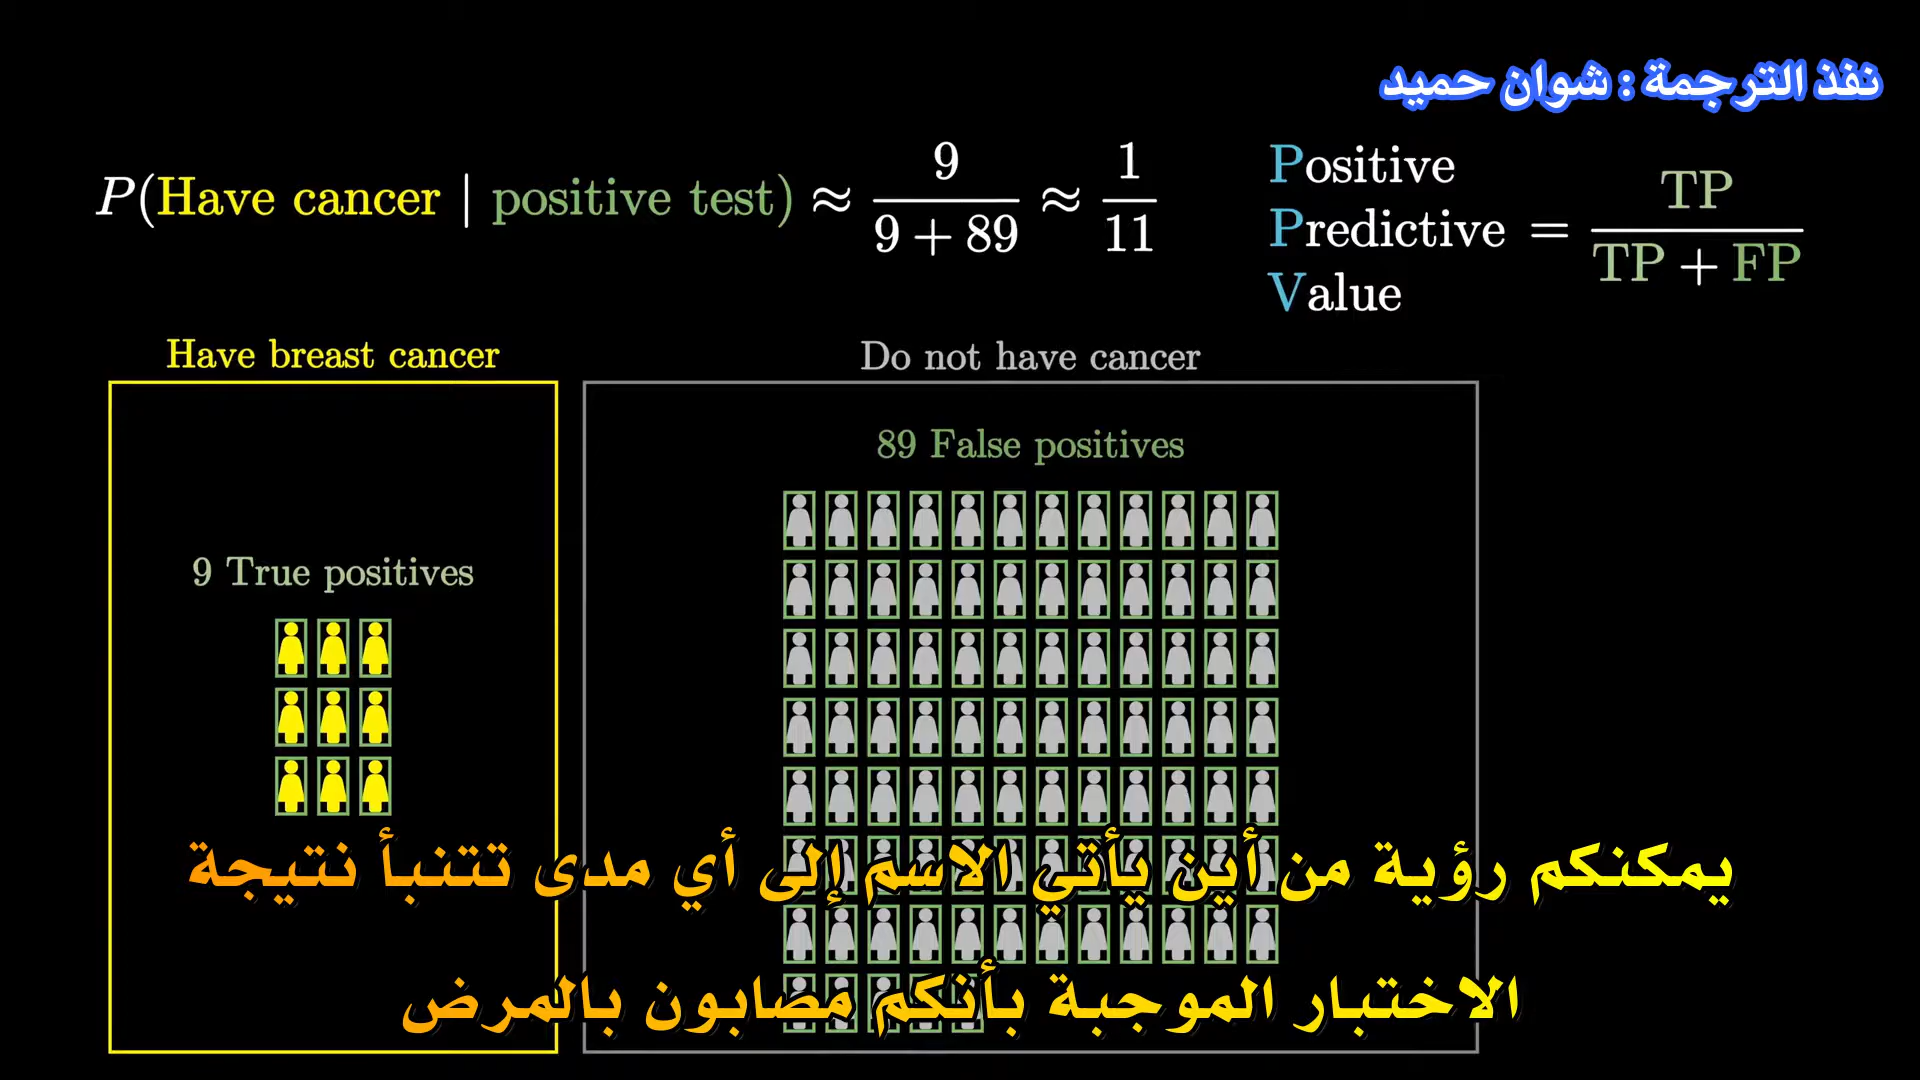 نفذ الترجمة : شوان حميد
P(Have cancer | positive test) ≈ 9/(9 + 89) ≈ 1/11
Positive Predictive Value = TP/(TP + FP)
Have breast cancer
Do not have cancer
89 False positives
9 True positives
يمكنكم رؤية من أين يأتي الاسم إلى أي مدى تتنبأ نتيجة
الاختبار الموجبة بأنكم مصابون بالمرض